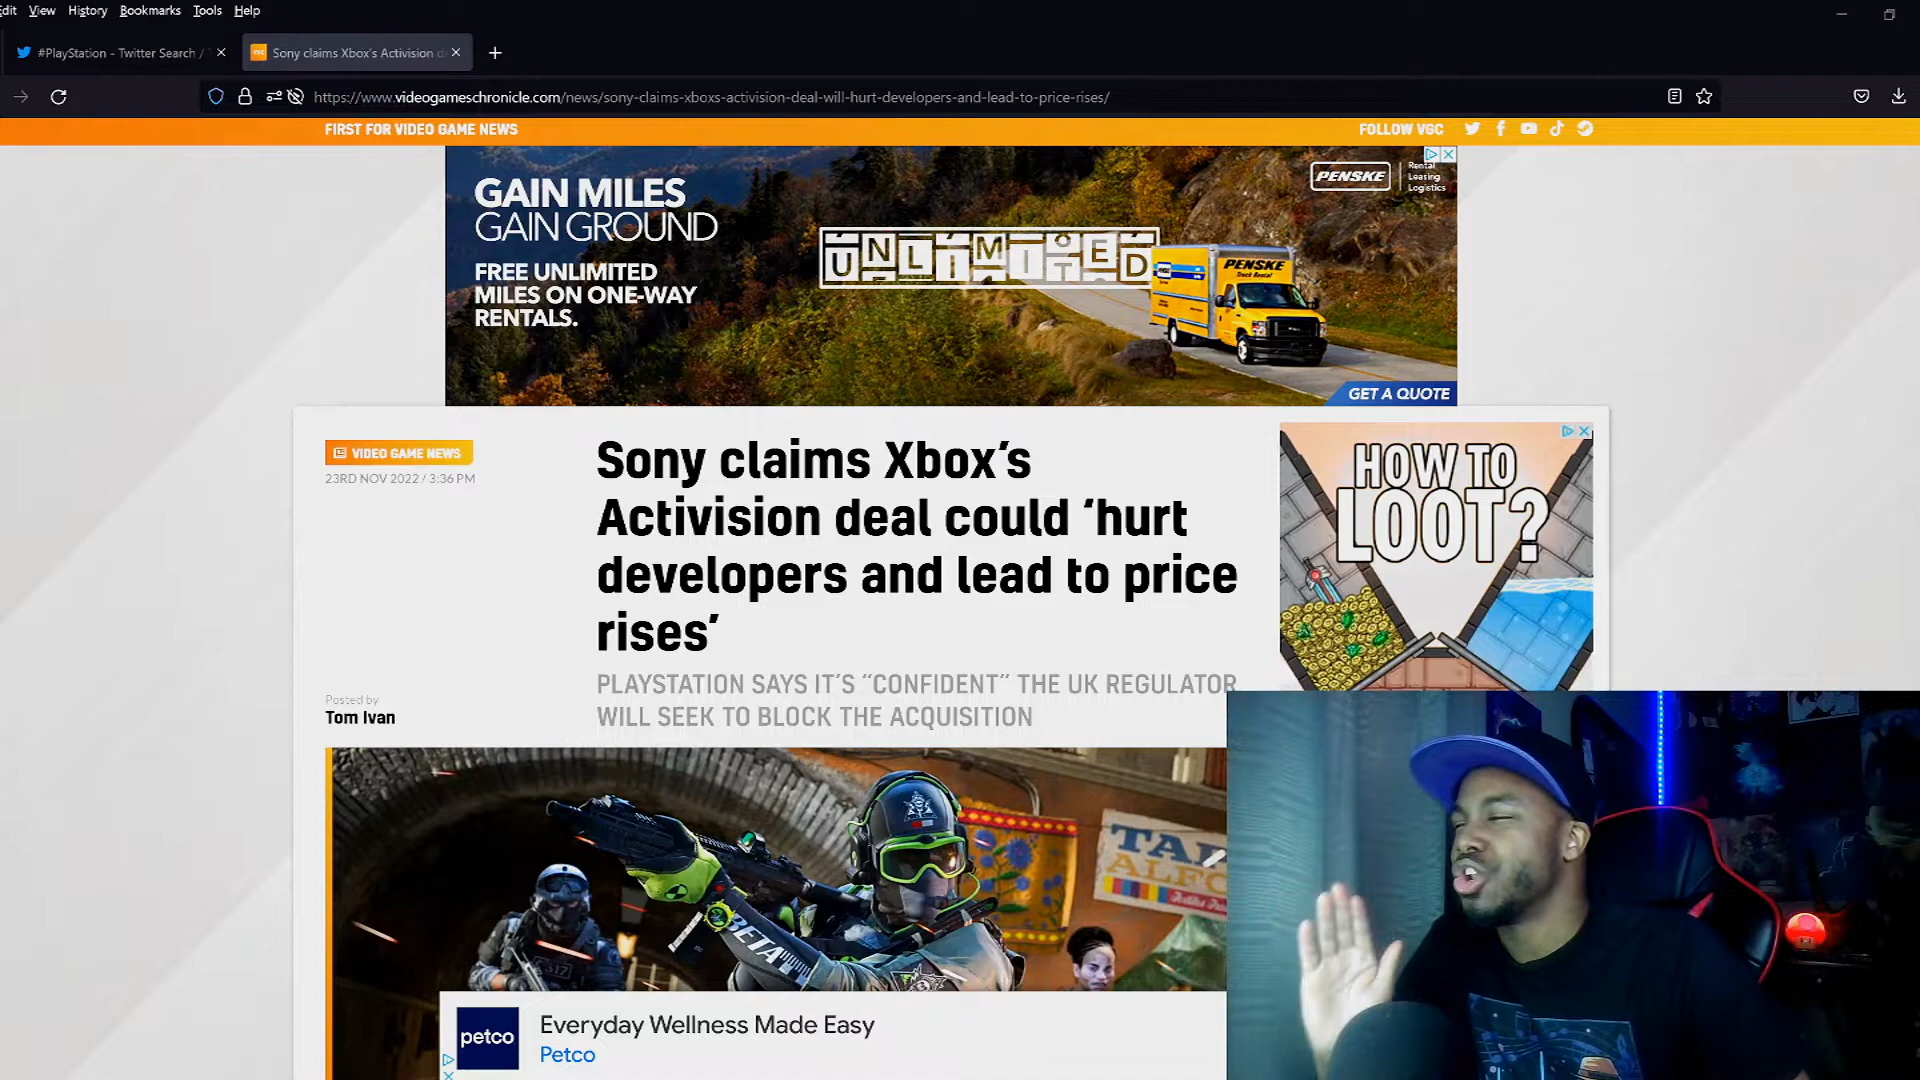 Edit View History Bookmarks Tools Help
#PlayStation - Twitter Search /
Sony claims Xbox's Activision d
https://www.videogameschronicle.com/news/sony-claims-xboxs-activision-deal-will-hurt-developers-and-lead-to-price-rises/
FIRST FOR VIDEO GAME NEWS
FOLLOW VGC
GAIN MILES
GAIN GROUND
FREE UNLIMITED
MILES ON ONE-WAY
RENTALS.
UNLIMITED
PENSKE
Truck Rental
PENSKE
Rental
Leasing
Logistics
GET A QUOTE
VIDEO GAME NEWS
23RD NOV 2022 / 3:36 PM
Sony claims Xbox’s
Activision deal could ‘hurt
developers and lead to price
rises’
PLAYSTATION SAYS IT’S “CONFIDENT” THE UK REGULATOR
WILL SEEK TO BLOCK THE ACQUISITION
Posted by
Tom Ivan
HOW TO
LOOT?
BETA
317
petco
Everyday Wellness Made Easy
Petco